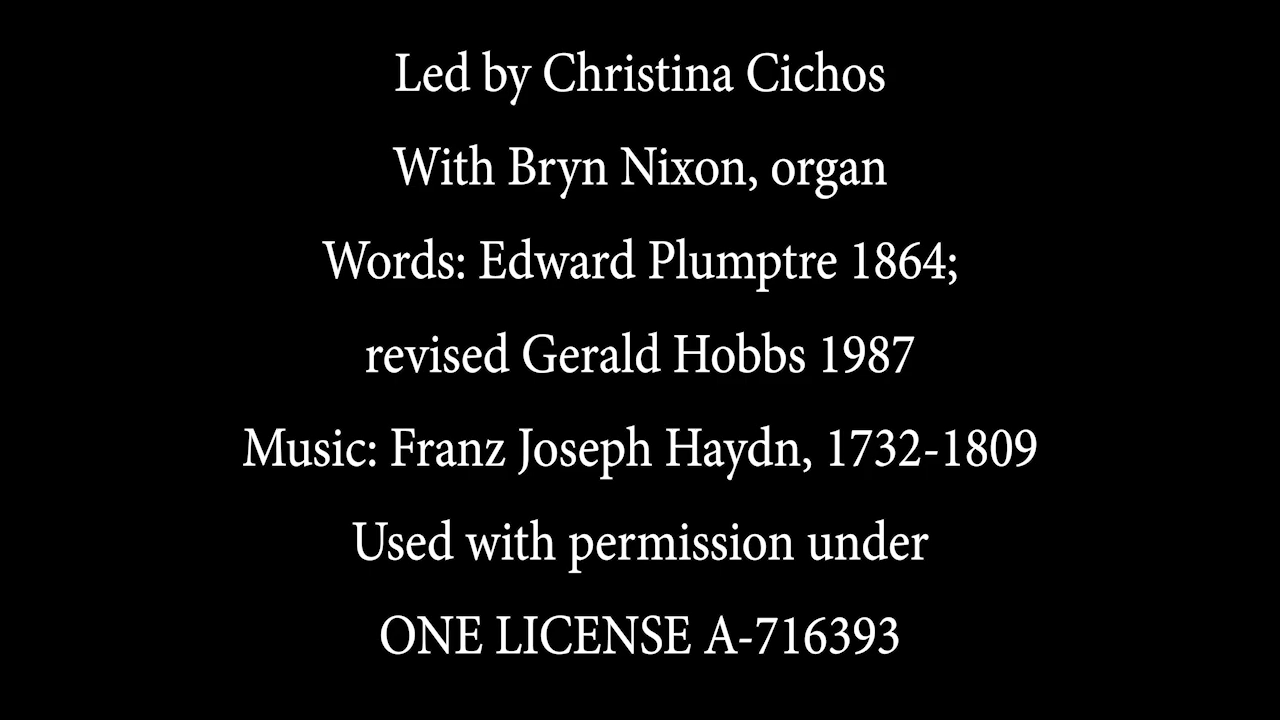 Led by Christina Cichos
With Bryn Nixon, organ
Words: Edward Plumptre 1864;
revised Gerald Hobbs 1987
Music: Franz Joseph Haydn, 1732-1809
Used with permission under
ONE LICENSE A-716393